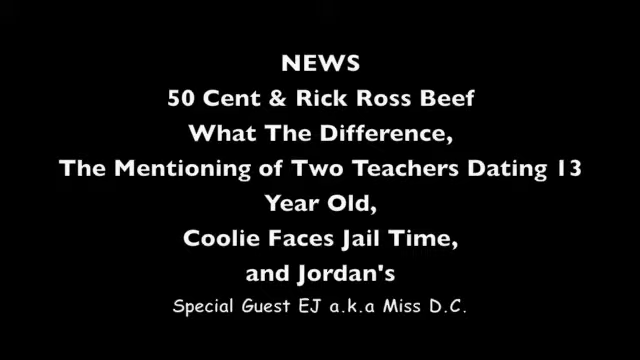 NEWS
50 Cent & Rick Ross Beef
What The Difference,
The Mentioning of Two Teachers Dating 13
Year Old,
Coolie Faces Jail Time,
and Jordan's
Special Guest EJ a.k.a Miss D.C.